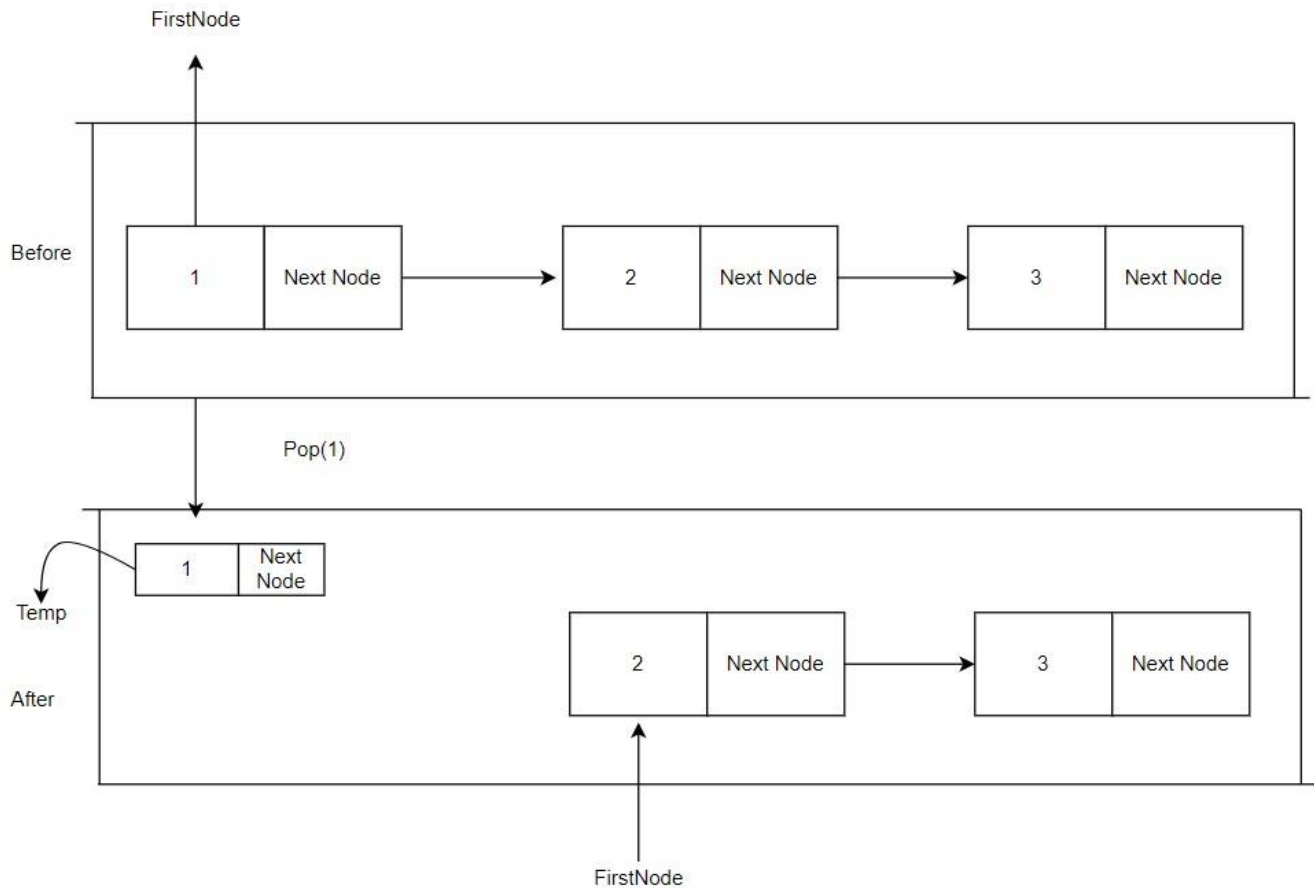 FirstNode
Before
1
Next Node
2
Next Node
3
Next Node
Pop(1)
1
Next
Node
Temp
After
2
Next Node
3
Next Node
FirstNode